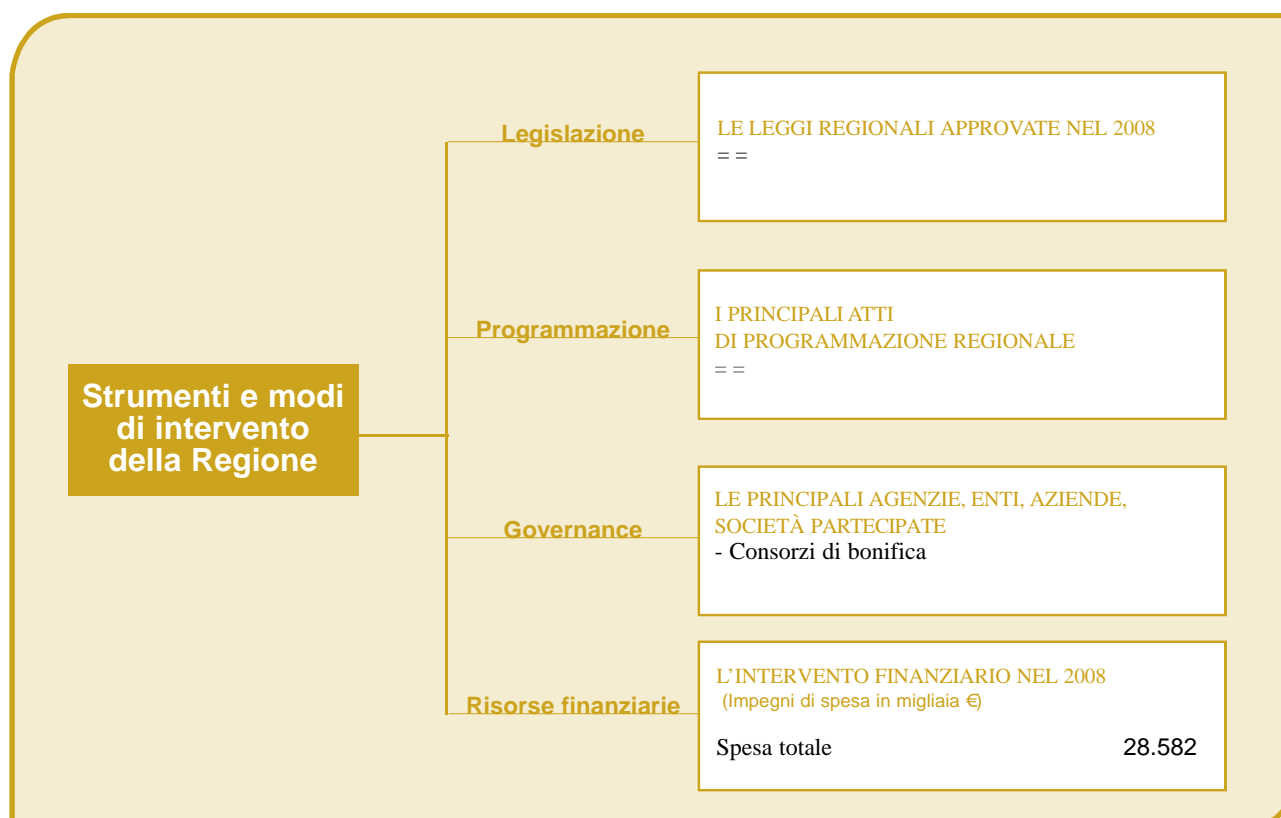 Legislazione
LE LEGGI REGIONALI APPROVATE NEL 2008
= =
Programmazione
I PRINCIPALI ATTI
DI PROGRAMMAZIONE REGIONALE
= =
Strumenti e modi
di intervento
della Regione
Governance
LE PRINCIPALI AGENZIE, ENTI, AZIENDE,
SOCIETÀ PARTECIPATE
- Consorzi di bonifica
Risorse finanziarie
L'INTERVENTO FINANZIARIO NEL 2008
(Impegni di spesa in migliaia €)
Spesa totale 28.582